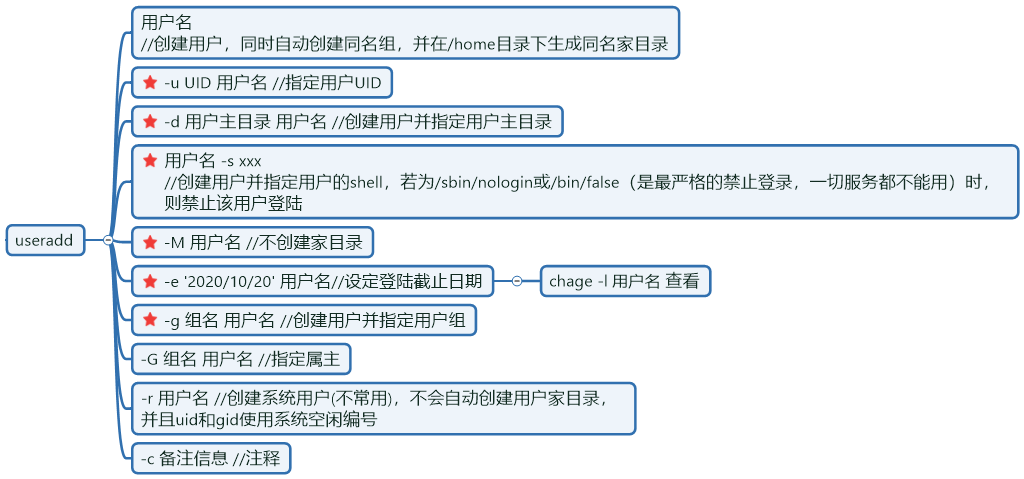 useradd
用户名
//创建用户，同时自动创建同名组，并在/home目录下生成同名家目录
-u UID 用户名 //指定用户UID
-d 用户主目录 用户名 //创建用户并指定用户主目录
用户名 -s xxx
//创建用户并指定用户的shell，若为/sbin/nologin或/bin/false（是最严格的禁止登录，一切服务都不能用）时，
则禁止该用户登陆
-M 用户名 //不创建家目录
-e '2020/10/20' 用户名//设定登陆截止日期
chage -l 用户名 查看
-g 组名 用户名 //创建用户并指定用户组
-G 组名 用户名 //指定属主
-r 用户名 //创建系统用户(不常用)，不会自动创建用户家目录，
并且uid和gid使用系统空闲编号
-c 备注信息 //注释